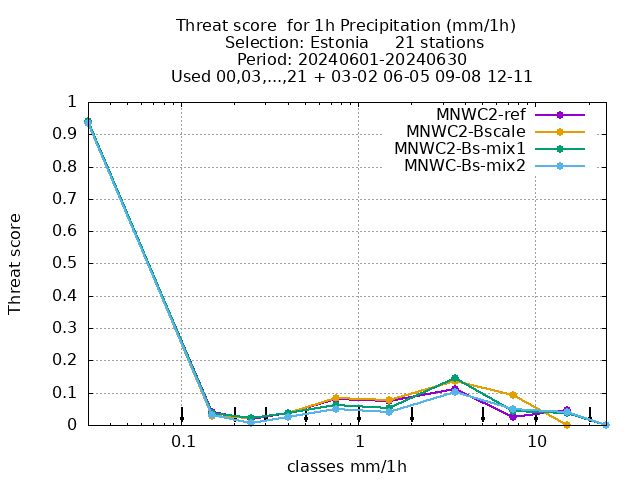 Threat score  for 1h Precipitation (mm/1h)
Selection: Estonia     21 stations
Period: 20240601-20240630
Used 00,03,...,21 + 03-02 06-05 09-08 12-11
MNWC2-ref
MNWC2-Bscale
MNWC2-Bs-mix1
MNWC-Bs-mix2
1
0.9
0.8
0.7
0.6
0.5
0.4
0.3
0.2
0.1
0
Threat score
0.1
1
10
classes mm/1h